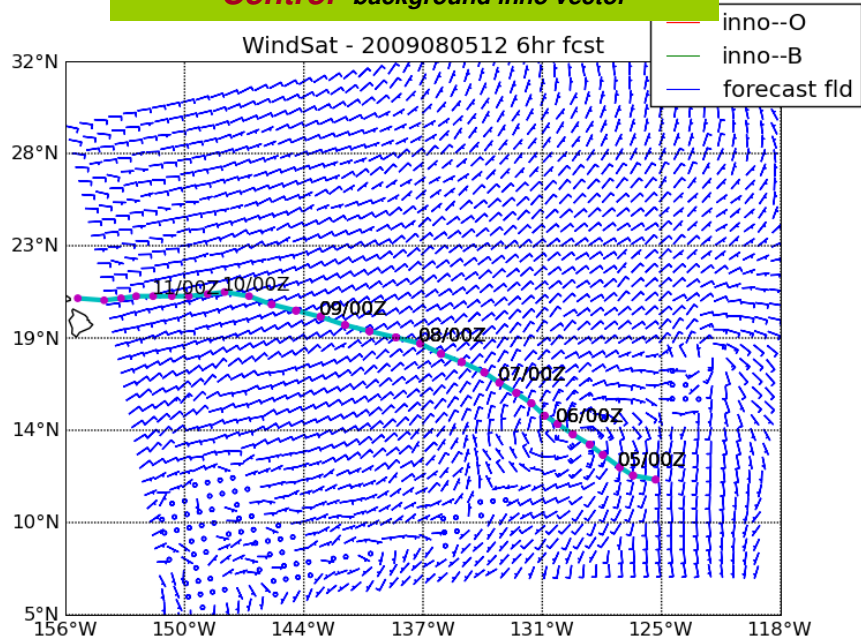 Control background inno vector
WindSat - 2009080512 6hr fcst
inno--O
inno--B
forecast fld
32°N
28°N
23°N
19°N
14°N
10°N
5°N
11/00Z
10/00Z
09/00Z
08/00Z
07/00Z
06/00Z
05/00Z
156°W
150°W
144°W
137°W
131°W
125°W
118°W